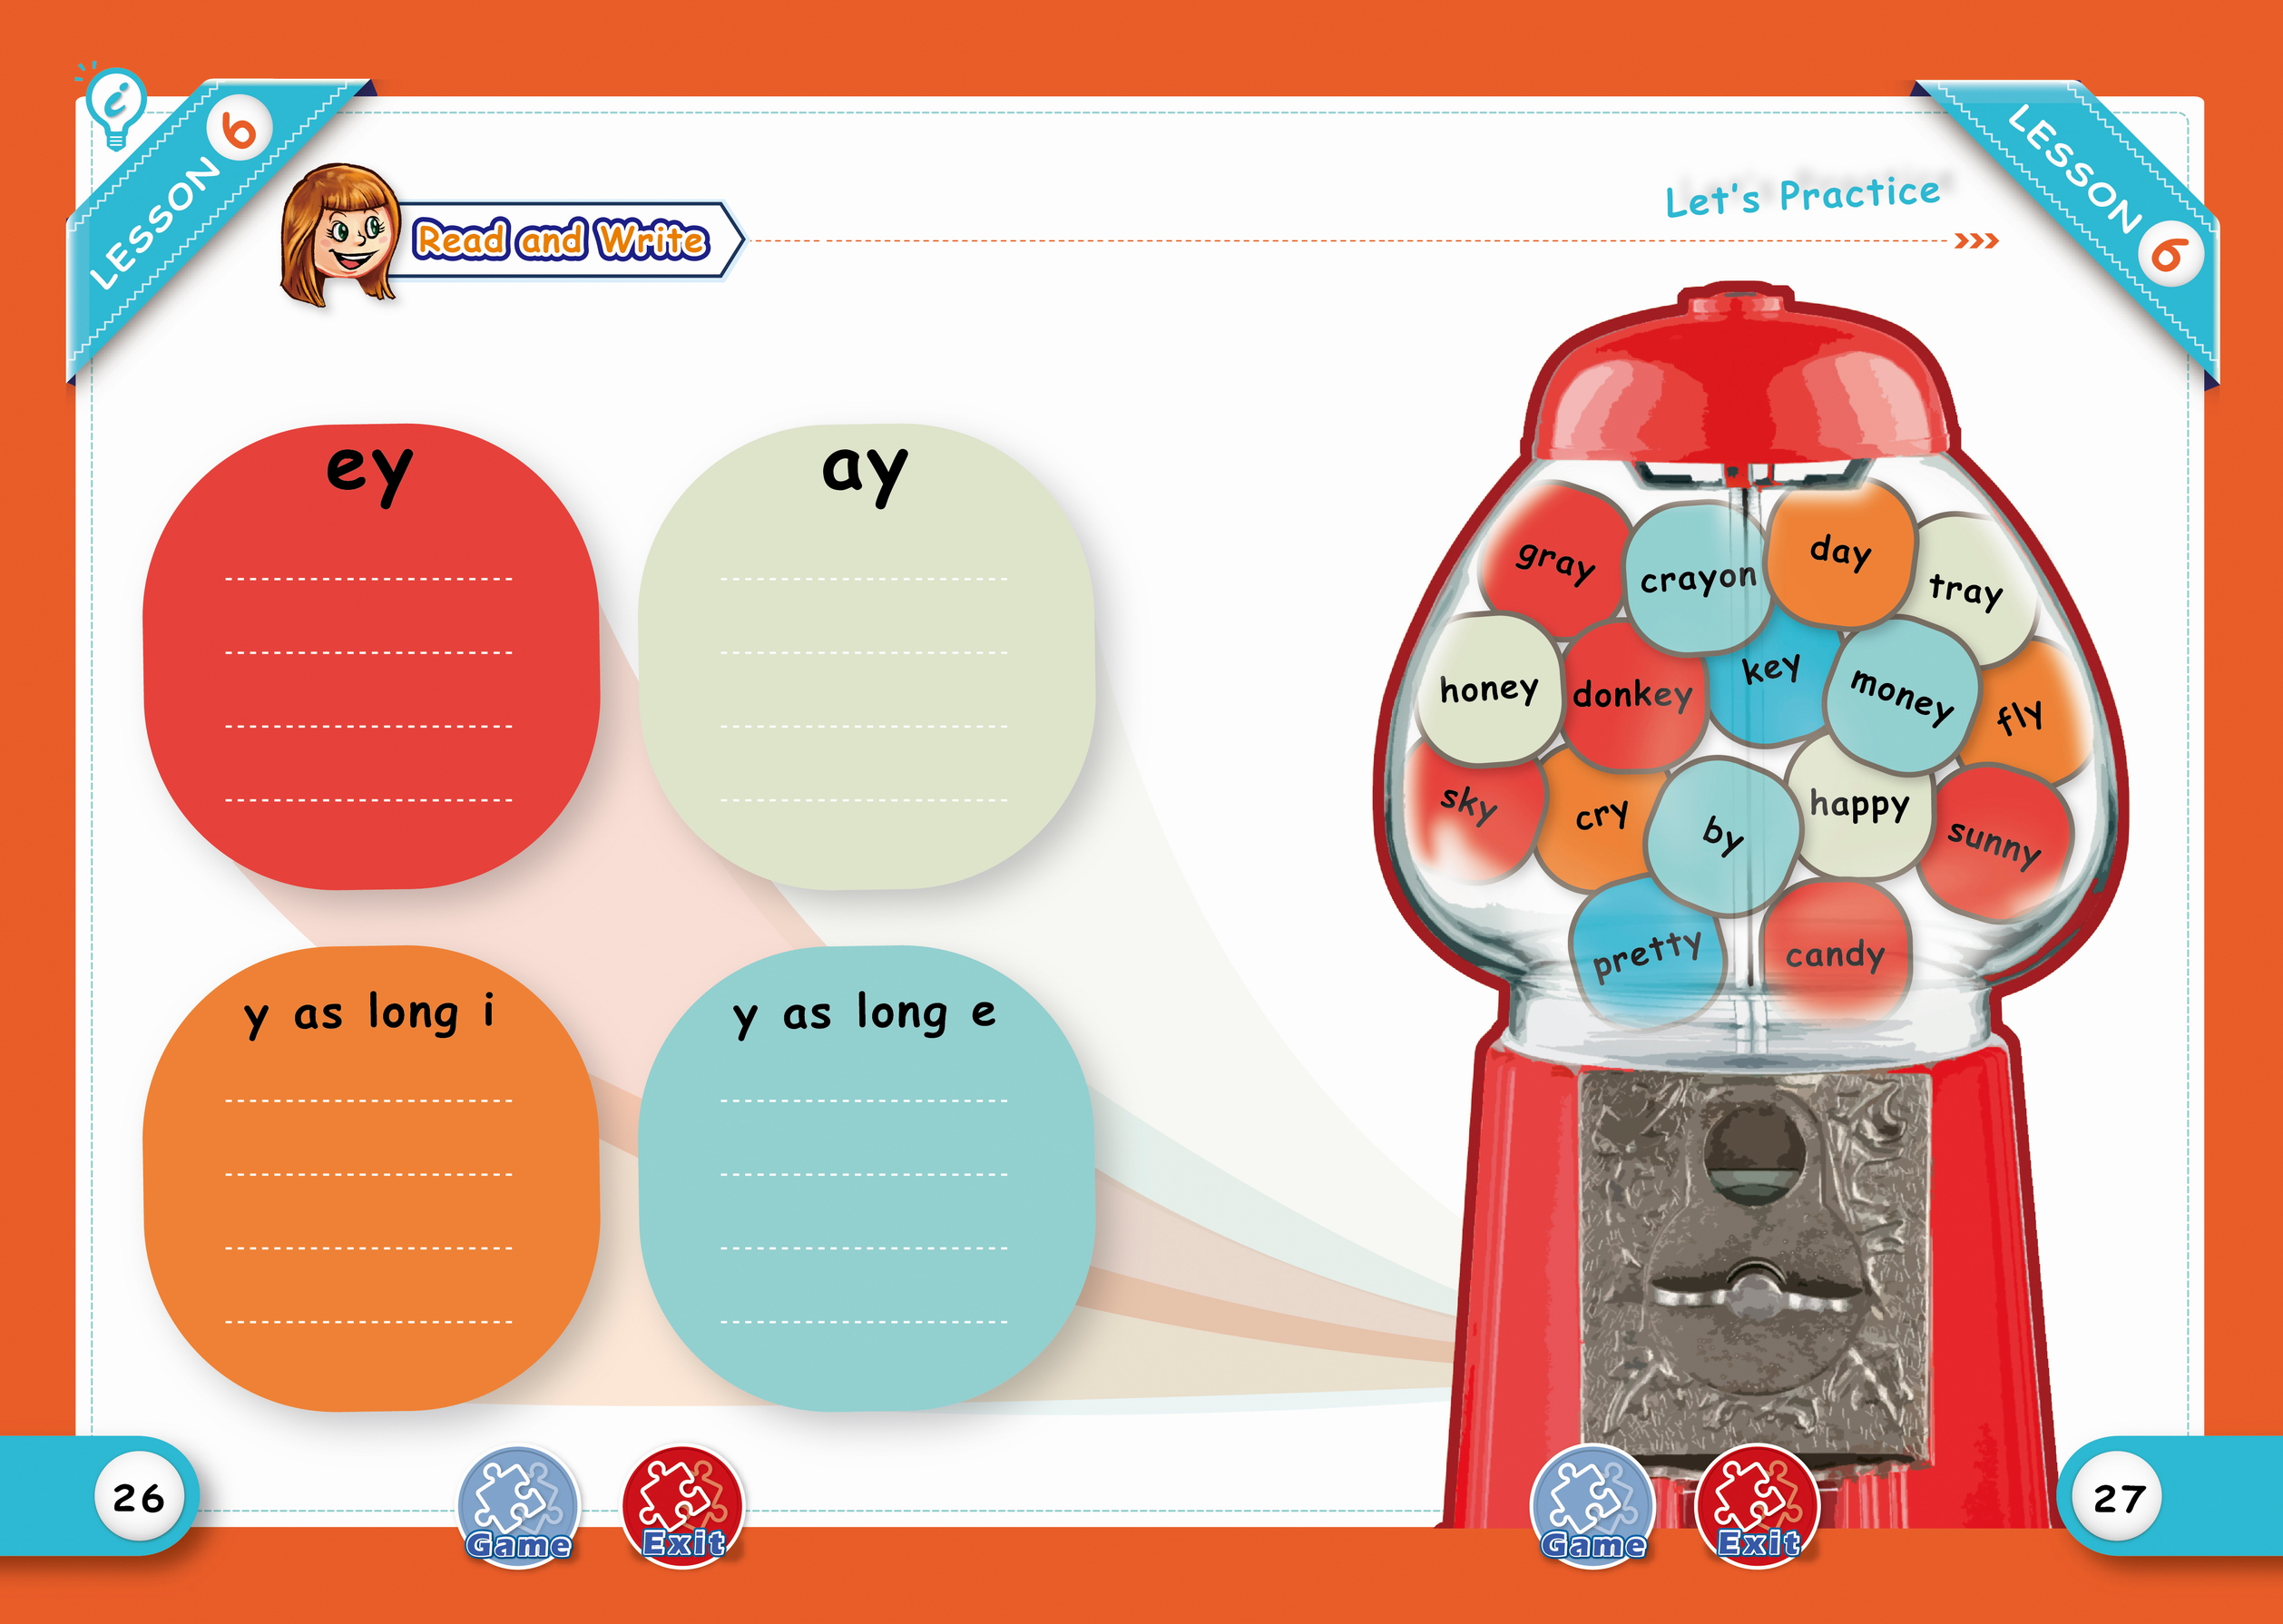 LESSON 6
Read and Write
Let's Practice
LESSON 6
ey
ay
y as long i
y as long e
gray
crayon
day
tray
honey
donkey
key
money
fly
sky
cry
by
happy
sunny
pretty
candy
26
Game
Exit
Game
Exit
27